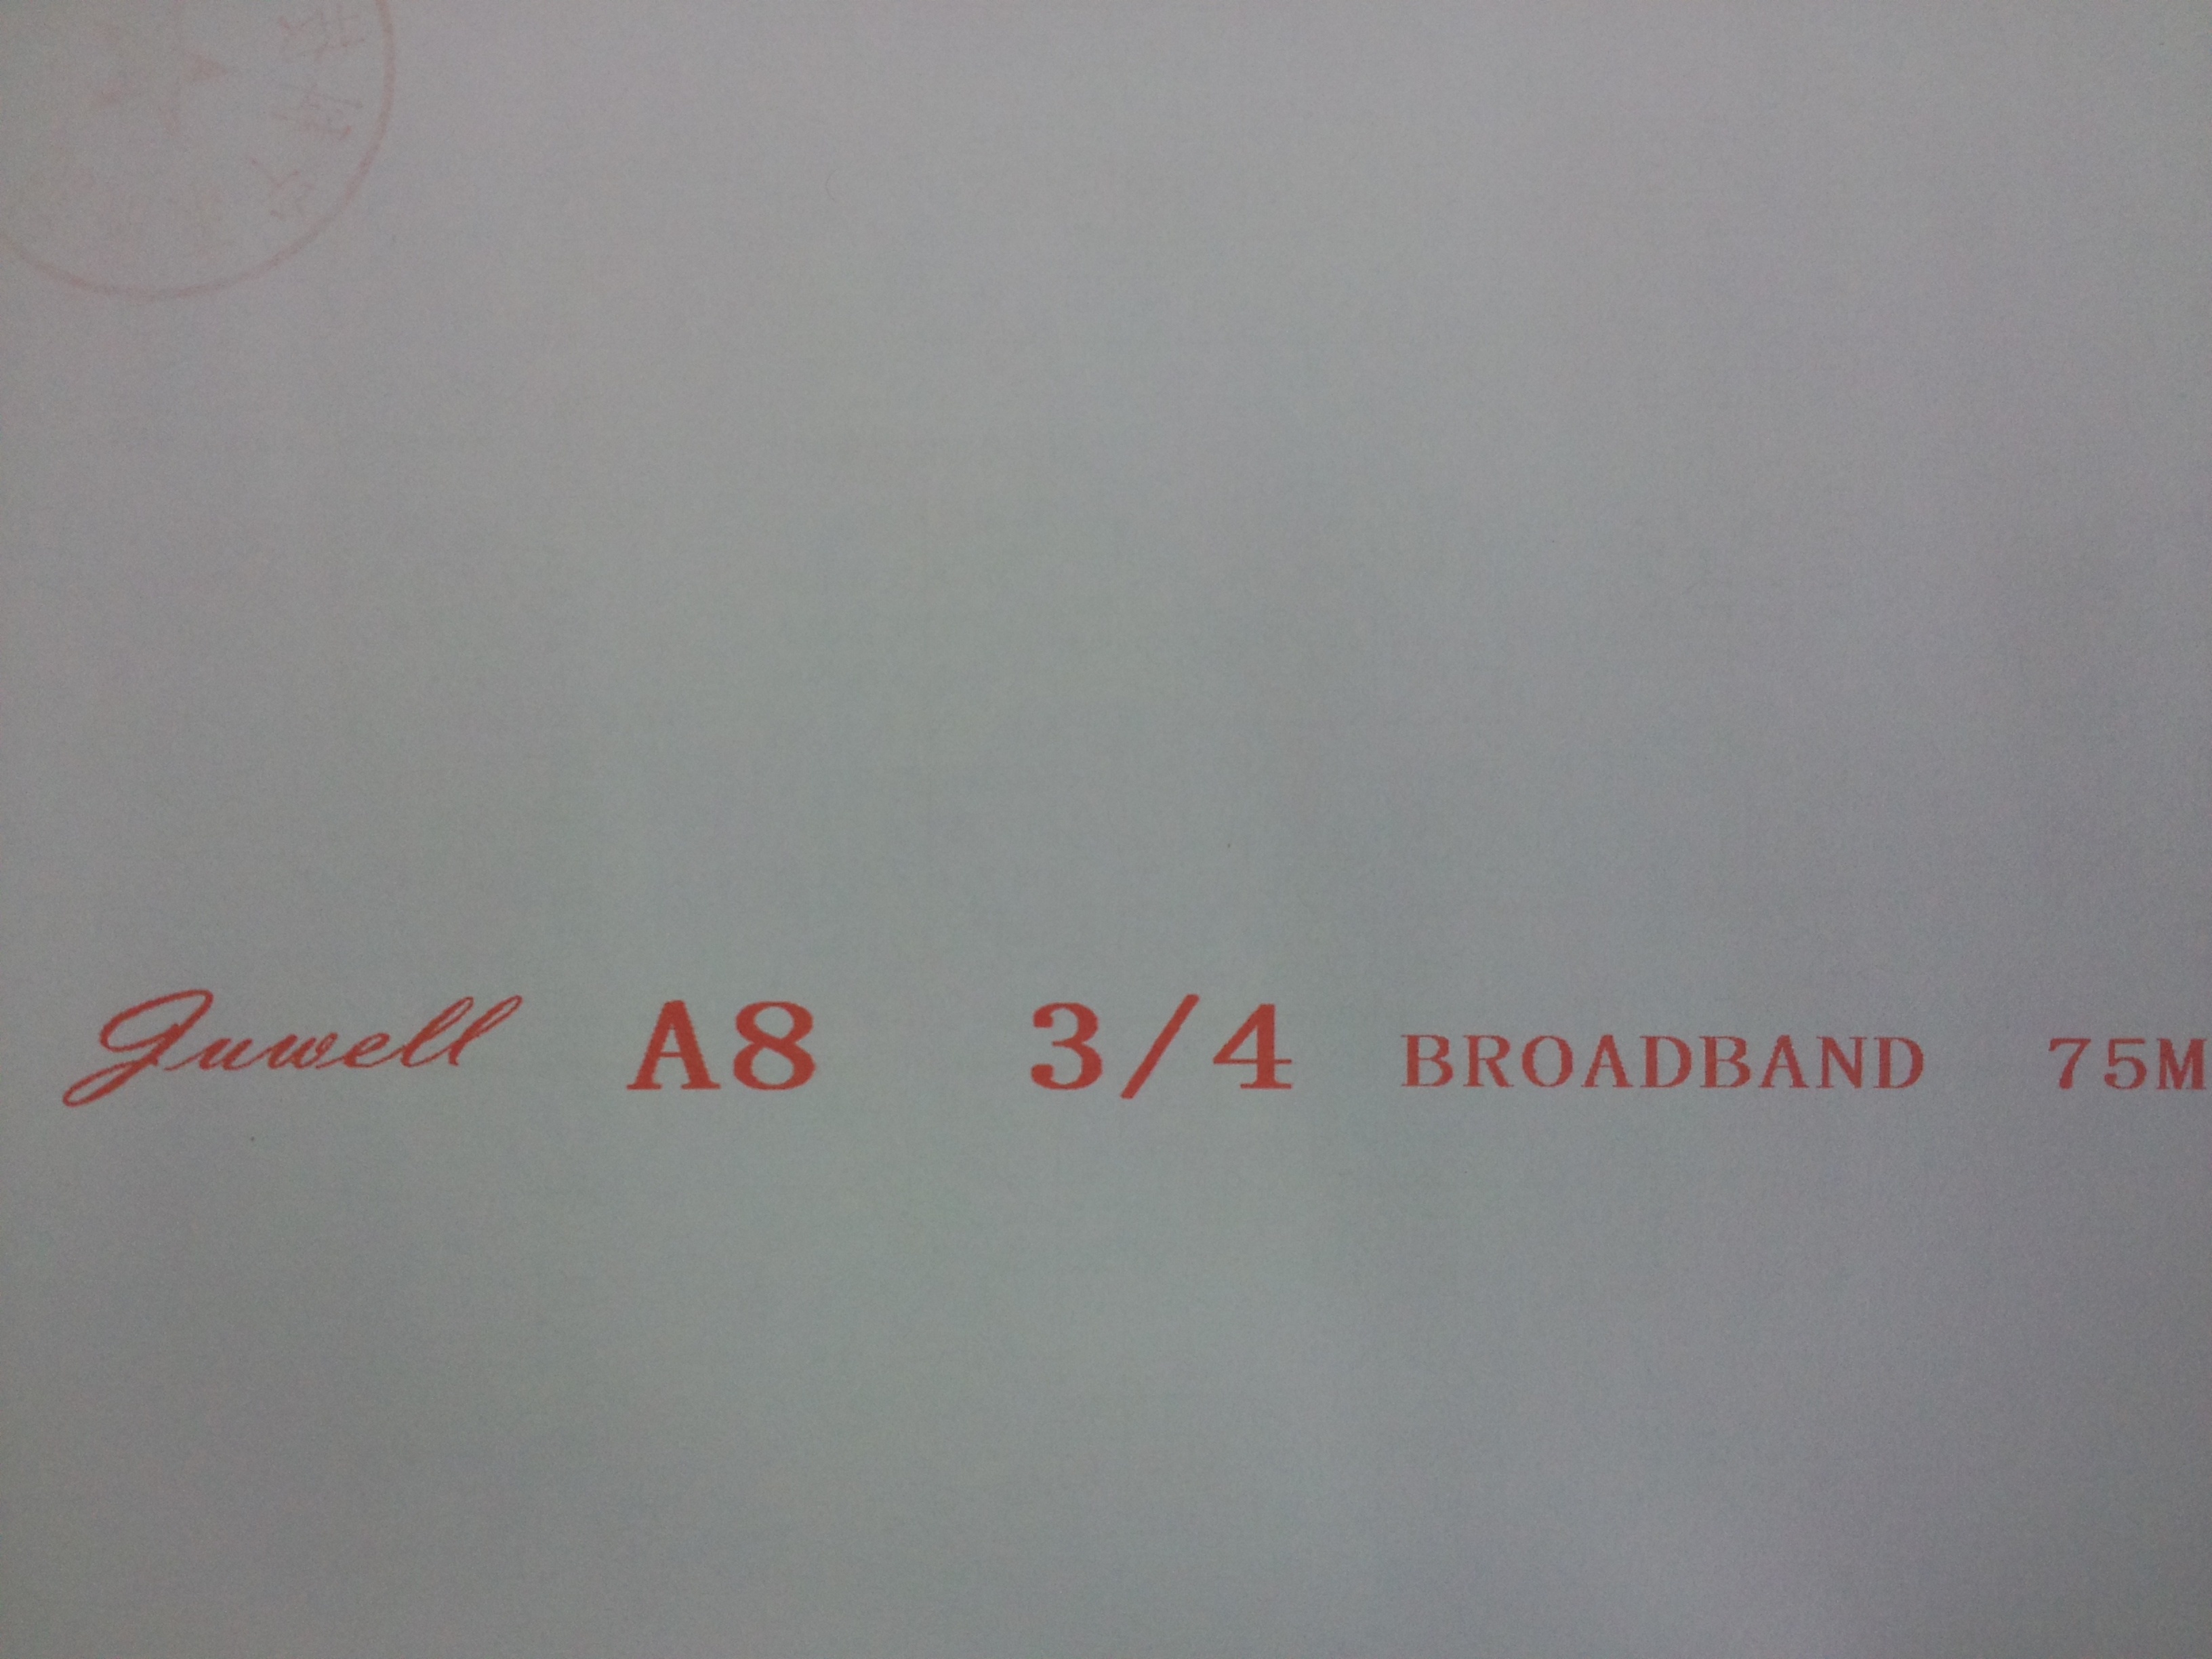 Juwell A8 3/4 BROADBAND 75M